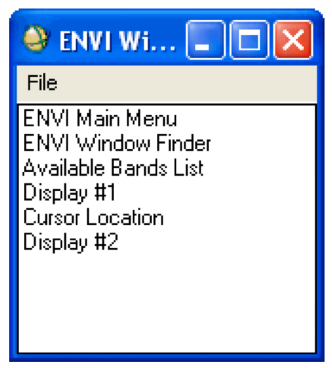 ENVI Wi...
File
ENVI Main Menu
ENVI Window Finder
Available Bands List
Display #1
Cursor Location
Display #2